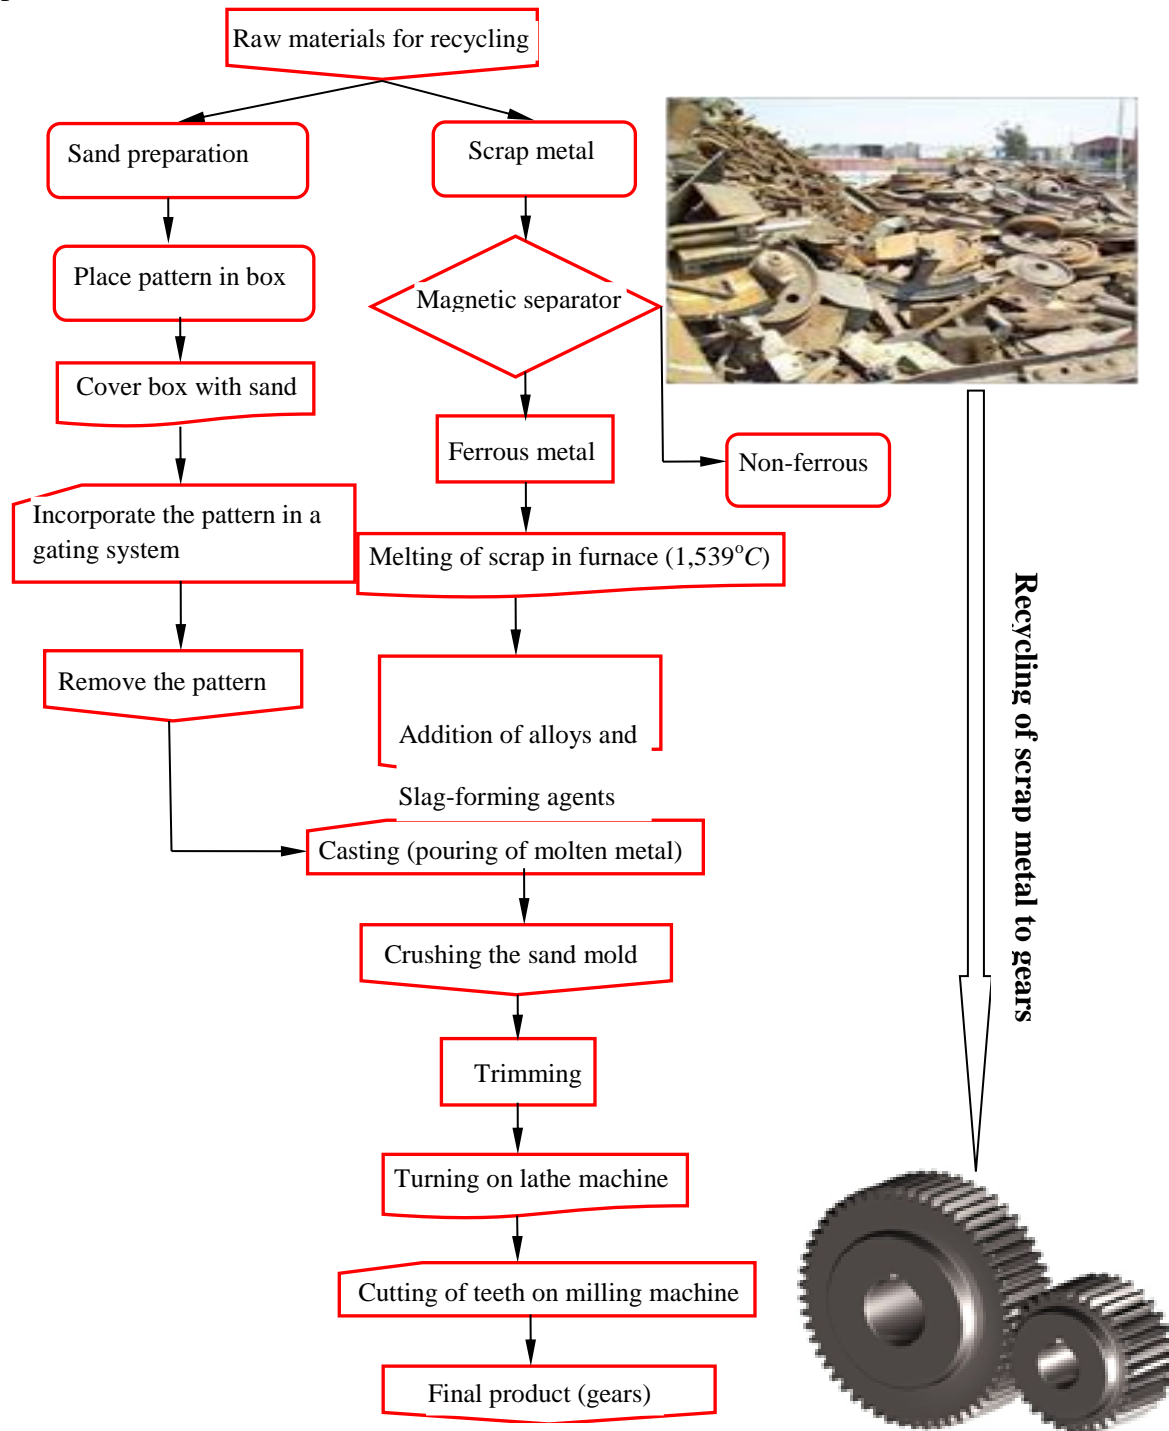 Raw materials for recycling
Sand preparation
Scrap metal
Place pattern in box
Magnetic separator
Cover box with sand
Ferrous metal
Non-ferrous
Incorporate the pattern in a
gating system
Melting of scrap in furnace (1,539°C)
Remove the pattern
Addition of alloys and
Slag-forming agents
Casting (pouring of molten metal)
Crushing the sand mold
Trimming
Turning on lathe machine
Cutting of teeth on milling machine
Final product (gears)
Recycling of scrap metal to gears